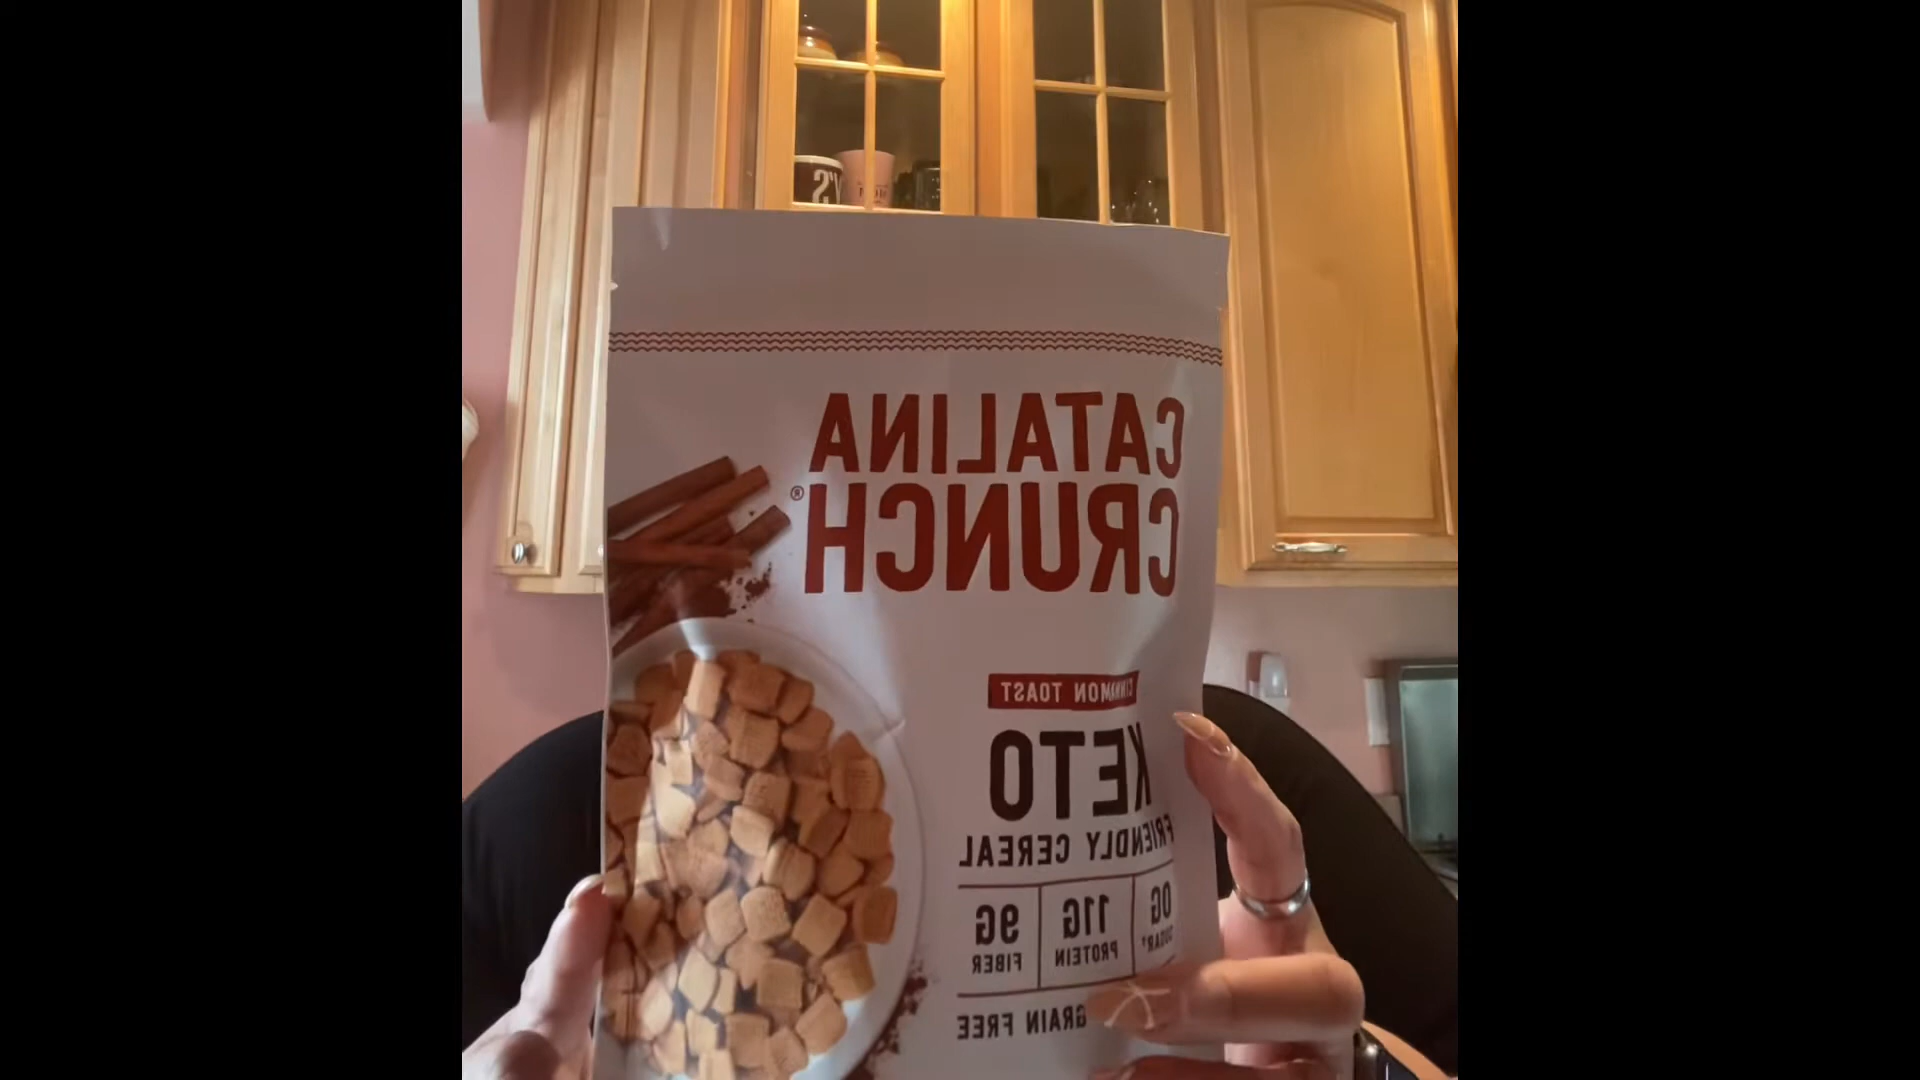 CATALINA
CRUNCH®
CINNAMON TOAST
KETO
FRIENDLY CEREAL
0G SUGAR†
11G PROTEIN
9G FIBER
GRAIN FREE
Y'S